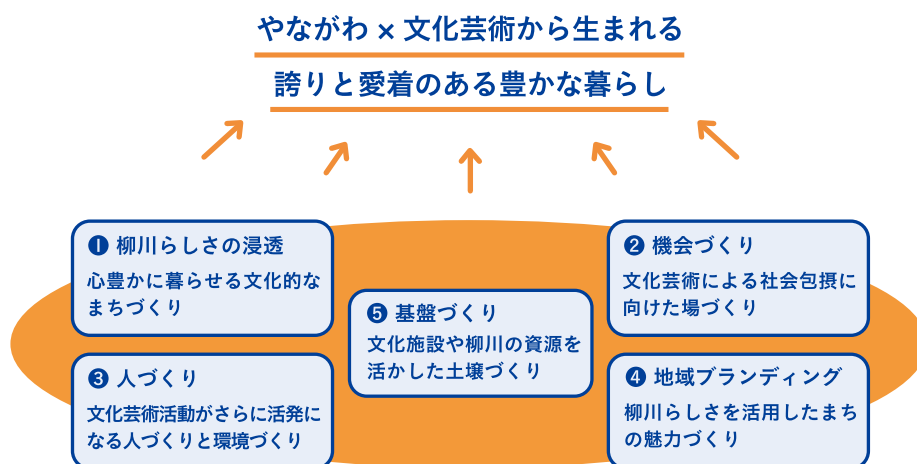 やながわ × 文化芸術から生まれる
誇りと愛着のある豊かな暮らし
❶ 柳川らしさの浸透
心豊かに暮らせる文化的な
まちづくり
❷ 機会づくり
文化芸術による社会包摂に
向けた場づくり
❺ 基盤づくり
文化施設や柳川の資源を
活かした土壌づくり
❸ 人づくり
文化芸術活動がさらに活発に
なる人づくりと環境づくり
❹ 地域ブランディング
柳川らしさを活用したまち
の魅力づくり